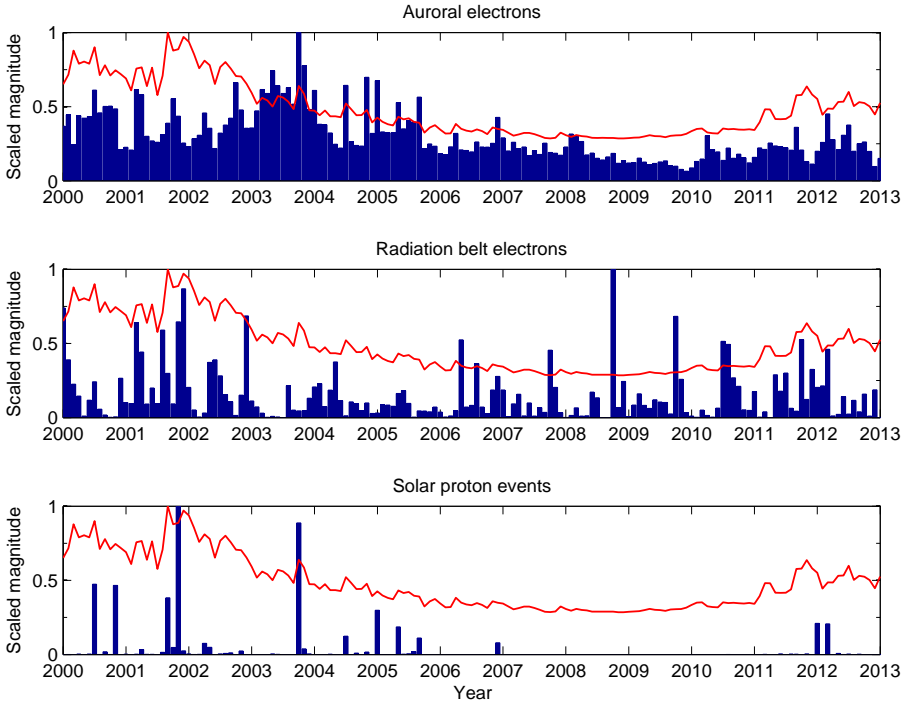 Auroral electrons
Scaled magnitude
1
0.5
0
2000 2001 2002 2003 2004 2005 2006 2007 2008 2009 2010 2011 2012 2013
Radiation belt electrons
Scaled magnitude
1
0.5
0
2000 2001 2002 2003 2004 2005 2006 2007 2008 2009 2010 2011 2012 2013
Solar proton events
Scaled magnitude
1
0.5
0
2000 2001 2002 2003 2004 2005 2006 2007 2008 2009 2010 2011 2012 2013
Year